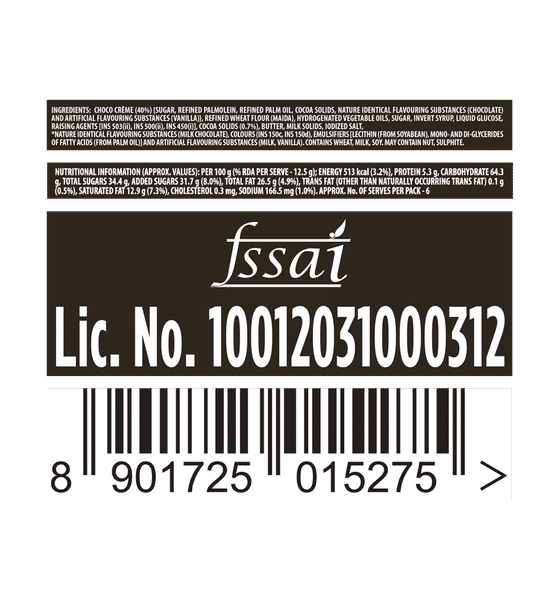 INGREDIENTS: CHOCO CRÈME (40%) {SUGAR, REFINED PALMOLEIN, REFINED PALM OIL, COCOA SOLIDS, NATURE IDENTICAL FLAVOURING SUBSTANCES (CHOCOLATE)
AND ARTIFICIAL FLAVOURING SUBSTANCES (VANILLA)}, REFINED WHEAT FLOUR (MAIDA), HYDROGENATED VEGETABLE OILS, SUGAR, INVERT SYRUP, LIQUID GLUCOSE,
RAISING AGENTS [INS 503(ii), INS 500(ii), INS 450(i)], COCOA SOLIDS (0.7%), BUTTER, MILK SOLIDS, IODIZED SALT,
*NATURE IDENTICAL FLAVOURING SUBSTANCES (MILK CHOCOLATE), COLOURS (INS 150c, INS 150d), EMULSIFIERS [LECITHIN (FROM SOYABEAN), MONO- AND DI-GLYCERIDES
OF FATTY ACIDS (FROM PALM OIL)] AND ARTIFICIAL FLAVOURING SUBSTANCES (MILK, VANILLA). CONTAINS WHEAT, MILK, SOY. MAY CONTAIN NUT, SULPHITE.
NUTRITIONAL INFORMATION (APPROX. VALUES): PER 100 g (% RDA PER SERVE - 12.5 g); ENERGY 513 kcal (3.2%), PROTEIN 5.3 g, CARBOHYDRATE 64.3
g, TOTAL SUGARS 34.4 g, ADDED SUGARS 31.7 g (8.0%), TOTAL FAT 26.5 g (4.9%), TRANS FAT (OTHER THAN NATURALLY OCCURRING TRANS FAT) 0.1 g
(0.5%), SATURATED FAT 12.9 g (7.3%), CHOLESTEROL 0.3 mg, SODIUM 166.5 mg (1.0%). APPROX. No. OF SERVES PER PACK - 6
fssai
Lic. No. 10012031000312
8 901725 015275 >